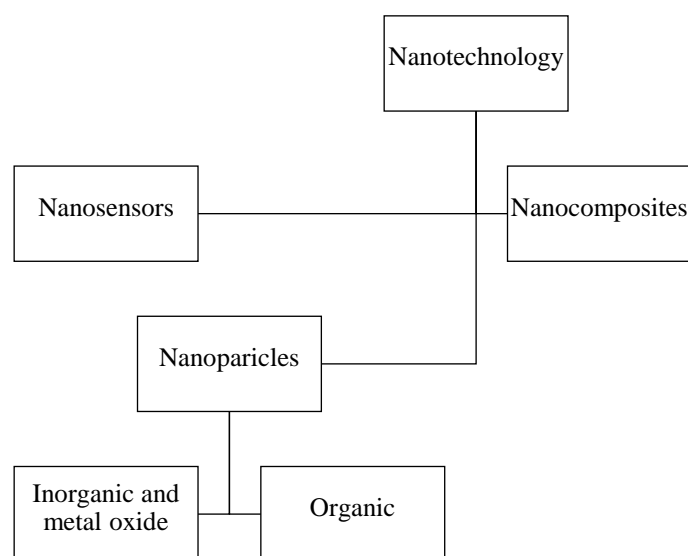 Nanotechnology
Nanosensors
Nanocomposites
Nanoparicles
Inorganic and
metal oxide
Organic